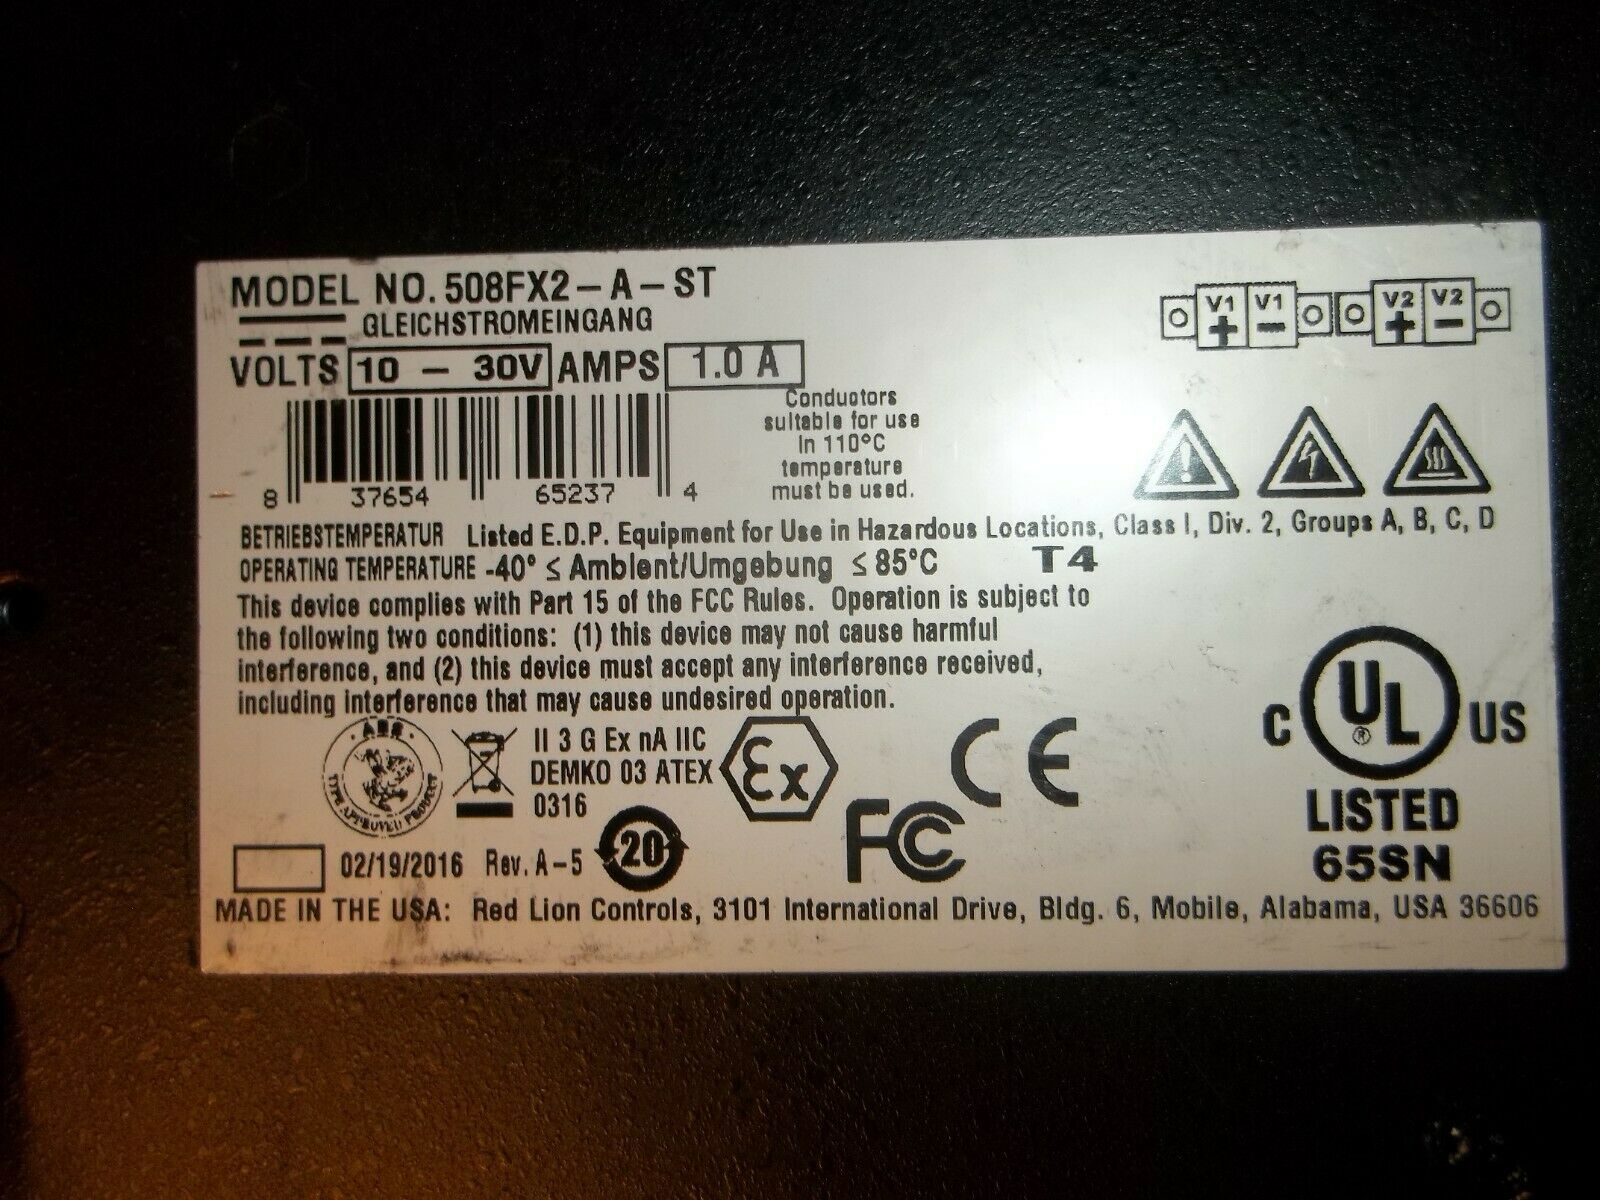 MODEL NO. 508FX2-A-ST
GLEICHSTROMEINGANG
VOLTS 10 - 30V AMPS 1.0 A
V1 V1 V2 V2
+ - + -
Conductors
suitable for use
In 110°C
temperature
must be used.
8 37654 65237 4
BETRIEBSTEMPERATUR Listed E.D.P. Equipment for Use in Hazardous Locations, Class I, Div. 2, Groups A, B, C, D
OPERATING TEMPERATURE -40° ≤ Ambient/Umgebung ≤ 85°C T4
This device complies with Part 15 of the FCC Rules. Operation is subject to
the following two conditions: (1) this device may not cause harmful
interference, and (2) this device must accept any interference received,
including interference that may cause undesired operation.
ABS
TYPE APPROVED PRODUCT
II 3 G Ex nA IIC
DEMKO 03 ATEX
0316
Ex
CE
FC
C UL ® US
LISTED
65SN
02/19/2016 Rev. A-5 20
MADE IN THE USA: Red Lion Controls, 3101 International Drive, Bldg. 6, Mobile, Alabama, USA 36606